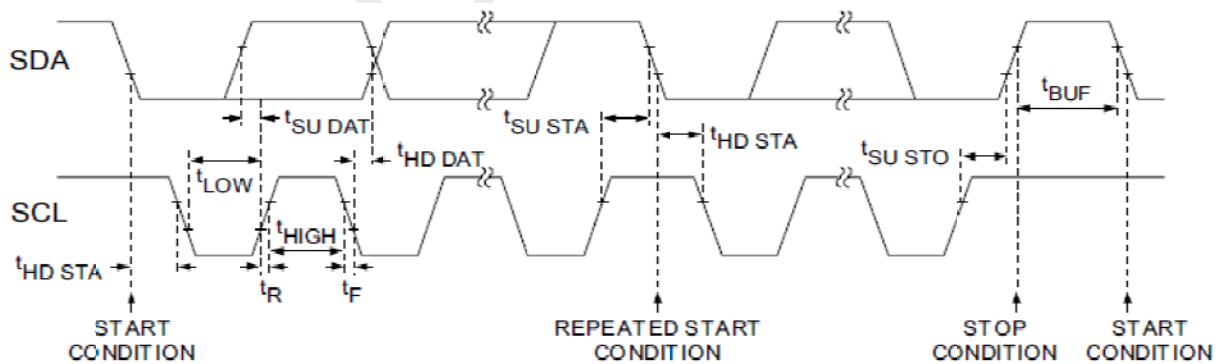 SDA
tSU DAT
tHD DAT
tSU STA
tHD STA
tSU STO
tBUF
SCL
tLOW
tHIGH
tHD STA
tR
tF
START
CONDITION
REPEATED START
CONDITION
STOP
CONDITION
START
CONDITION